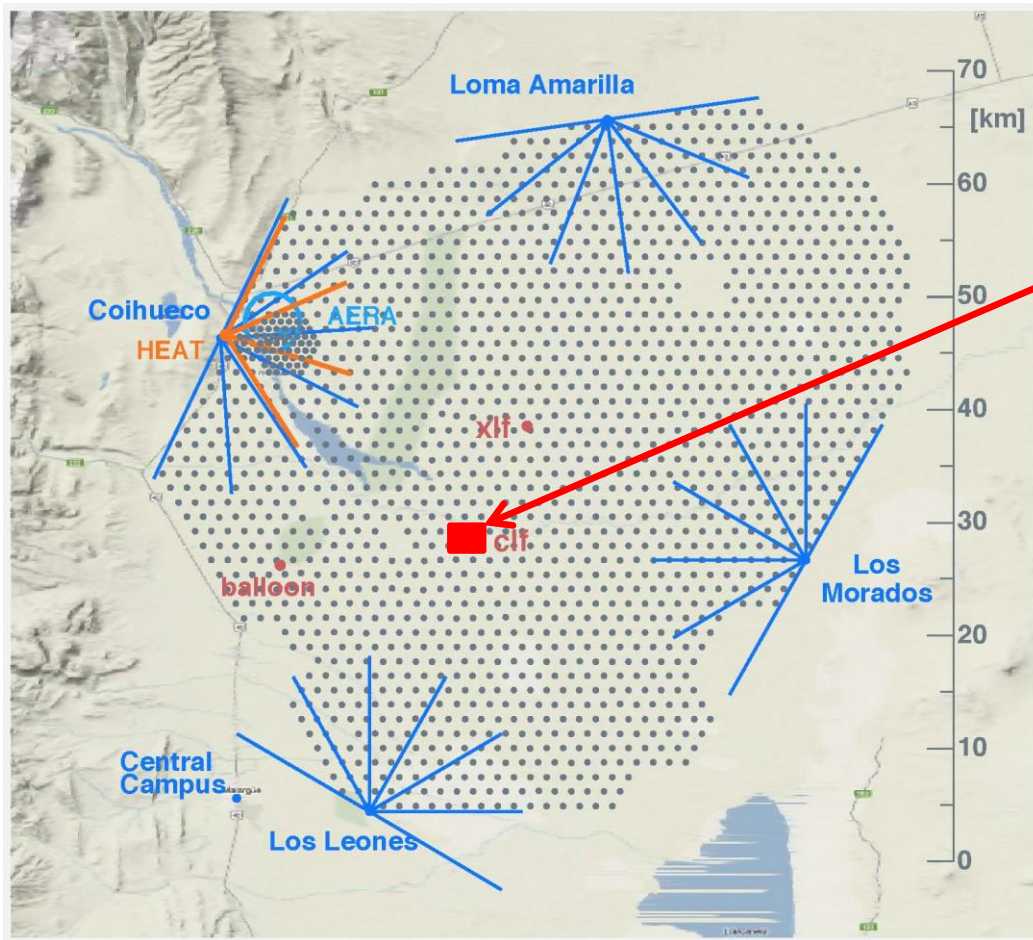 70
Loma Amarilla
[km]
60
50
Coihueco
AERA
HEAT
40
xlf
30
clf
balloon
Los
Morados
20
Central
Campus
10
Los Leones
0